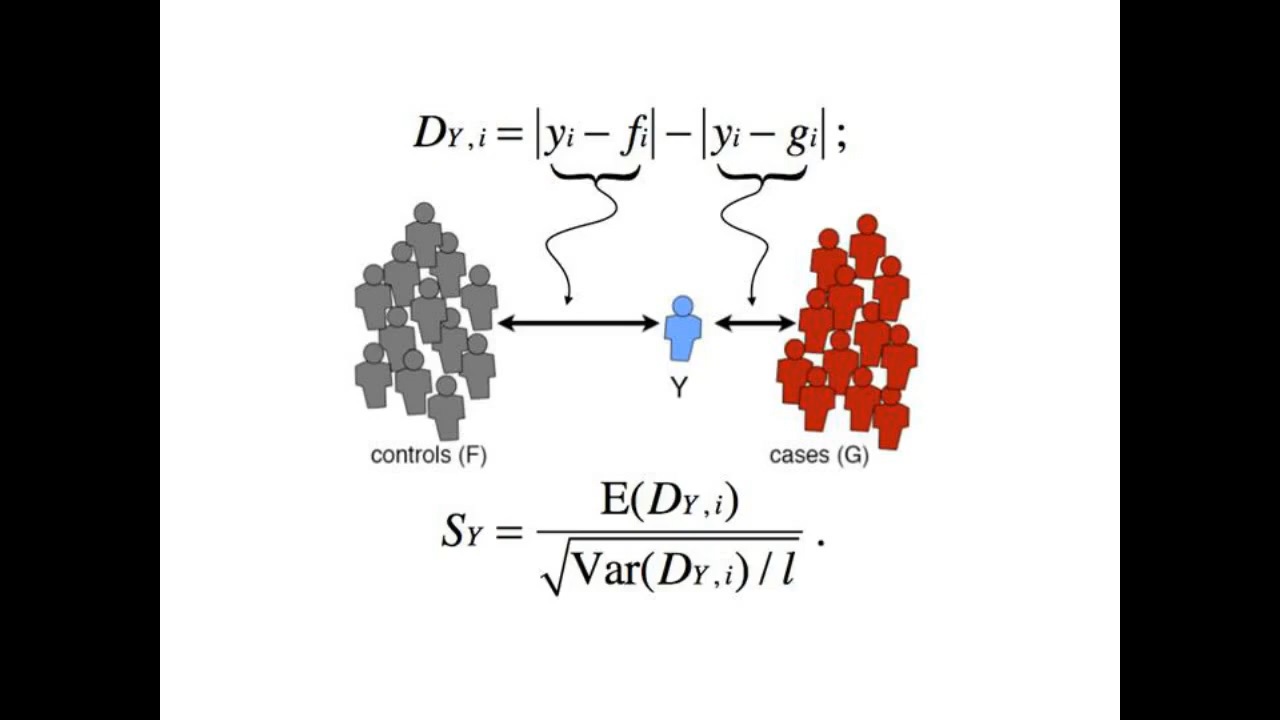 D_{Y,i} = |y_i − f_i| − |y_i − g_i| ;
Y
controls (F) cases (G)
S_Y = E(D_{Y,i}) / √(Var(D_{Y,i}) / l) .